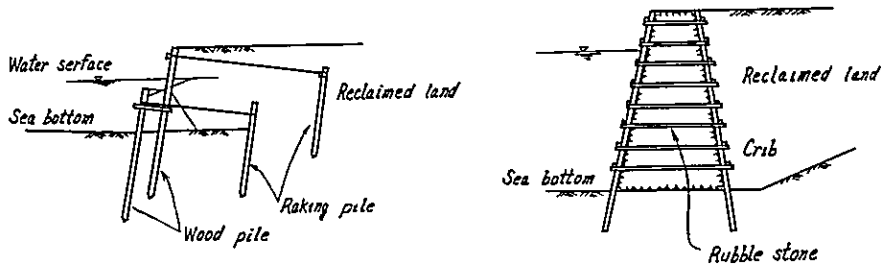 Water serface
Reclaimed land
Sea bottom
Raking pile
Wood pile
Reclaimed land
Crib
Sea bottom
Rubble stone